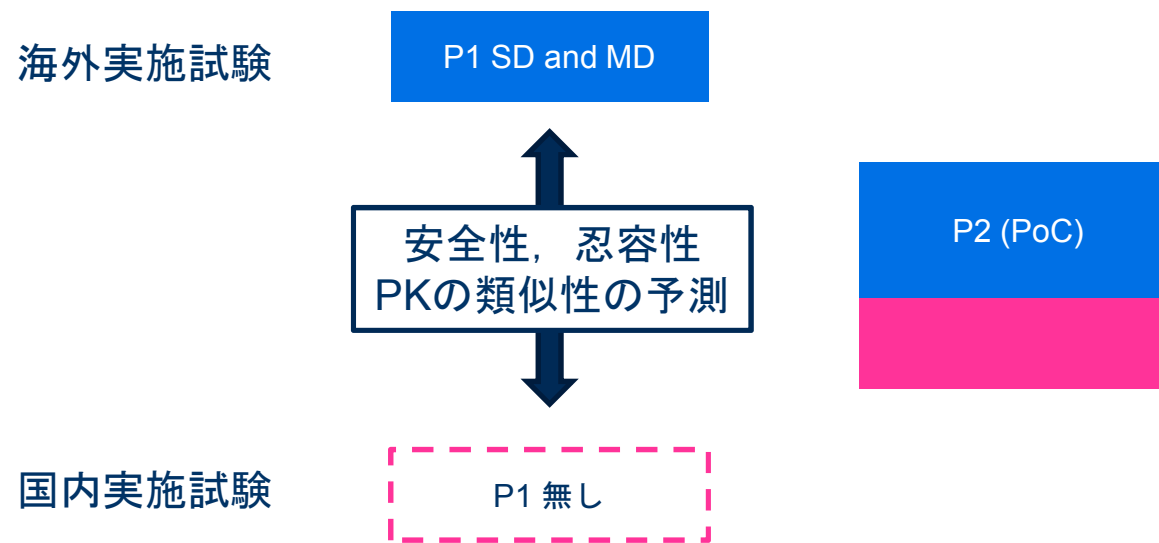 海外実施試験
P1 SD and MD
安全性，忍容性
PKの類似性の予測
P2 (PoC)
国内実施試験
P1 無し